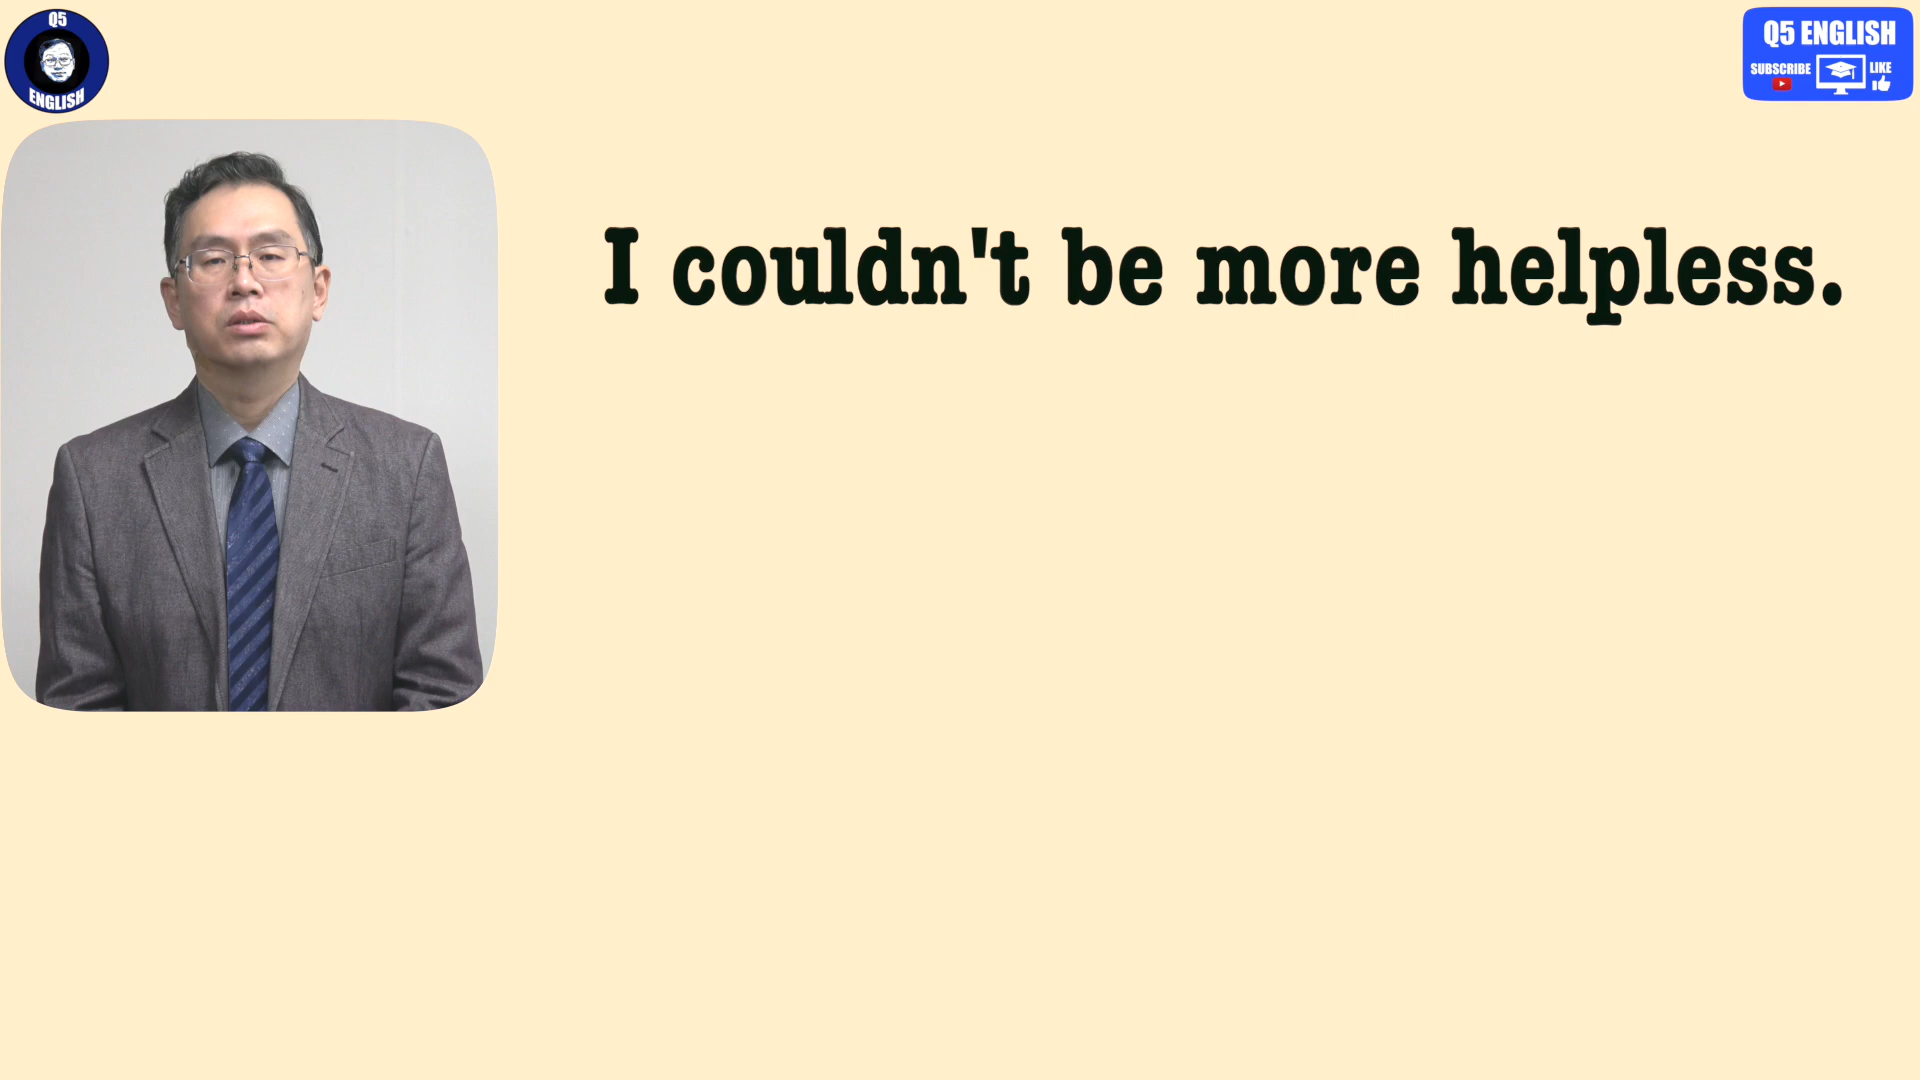 Q5
ENGLISH
Q5 ENGLISH
SUBSCRIBE
LIKE
I couldn't be more helpless.